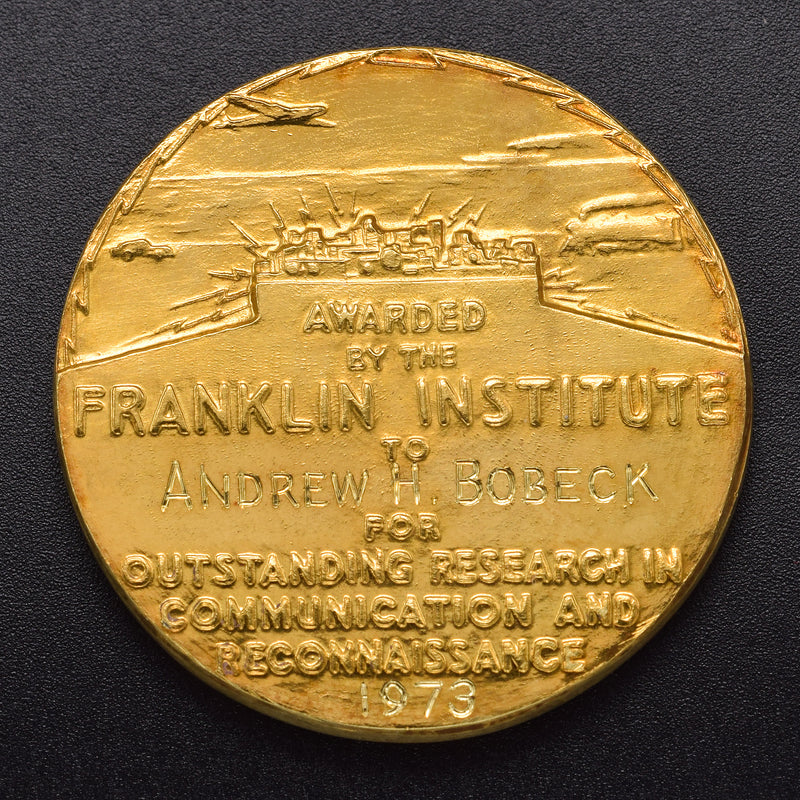 AWARDED
BY THE
FRANKLIN INSTITUTE
TO
ANDREW H. BOBECK
FOR
OUTSTANDING RESEARCH IN
COMMUNICATION AND
RECONNAISSANCE
1973